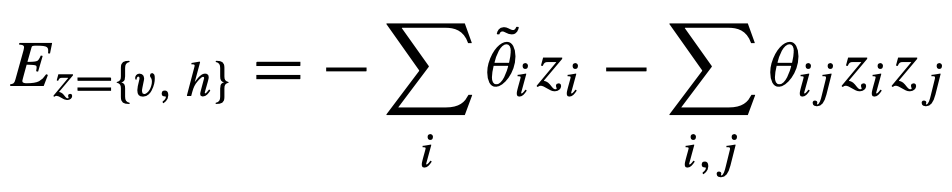 E_{z=\{v, h\}} = -\sum_{i} \tilde{\theta}_i z_i - \sum_{i,j} \theta_{ij} z_i z_j